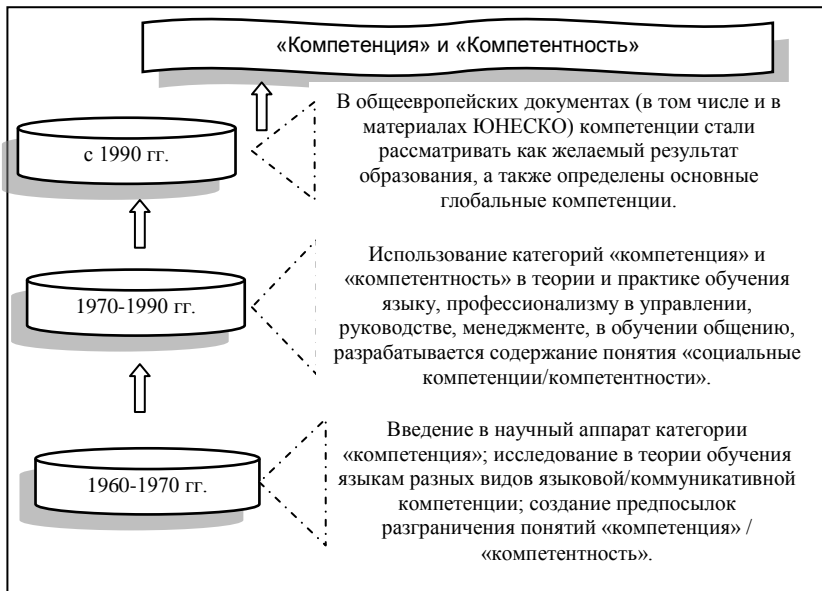 «Компетенция» и «Компетентность»
с 1990 гг.
В общеевропейских документах (в том числе и в
материалах ЮНЕСКО) компетенции стали
рассматривать как желаемый результат
образования, а также определены основные
глобальные компетенции.
1970-1990 гг.
Использование категорий «компетенция» и
«компетентность» в теории и практике обучения
языку, профессионализму в управлении,
руководстве, менеджменте, в обучении общению,
разрабатывается содержание понятия «социальные
компетенции/компетентности».
1960-1970 гг.
Введение в научный аппарат категории
«компетенция»; исследование в теории обучения
языкам разных видов языковой/коммуникативной
компетенции; создание предпосылок
разграничения понятий «компетенция» /
«компетентность».